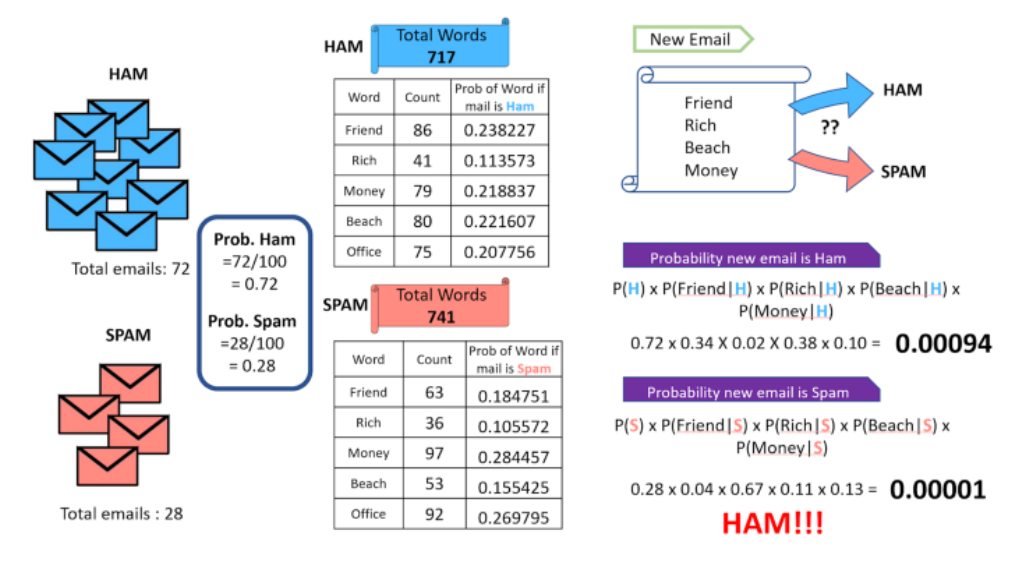 HAM
Total emails: 72
SPAM
Total emails : 28
Prob. Ham
=72/100
= 0.72
Prob. Spam
=28/100
= 0.28
HAM
Total Words
717
Word Count Prob of Word if
mail is Ham
Friend 86 0.238227
Rich 41 0.113573
Money 79 0.218837
Beach 80 0.221607
Office 75 0.207756
SPAM
Total Words
741
Word Count Prob of Word if
mail is Spam
Friend 63 0.184751
Rich 36 0.105572
Money 97 0.284457
Beach 53 0.155425
Office 92 0.269795
New Email
Friend
Rich
Beach
Money
HAM
??
SPAM
Probability new email is Ham
P(H) x P(Friend|H) x P(Rich|H) x P(Beach|H) x
P(Money|H)
0.72 x 0.34 X 0.02 X 0.38 x 0.10 = 0.00094
Probability new email is Spam
P(S) x P(Friend|S) x P(Rich|S) x P(Beach|S) x
P(Money|S)
0.28 x 0.04 x 0.67 x 0.11 x 0.13 = 0.00001
HAM!!!